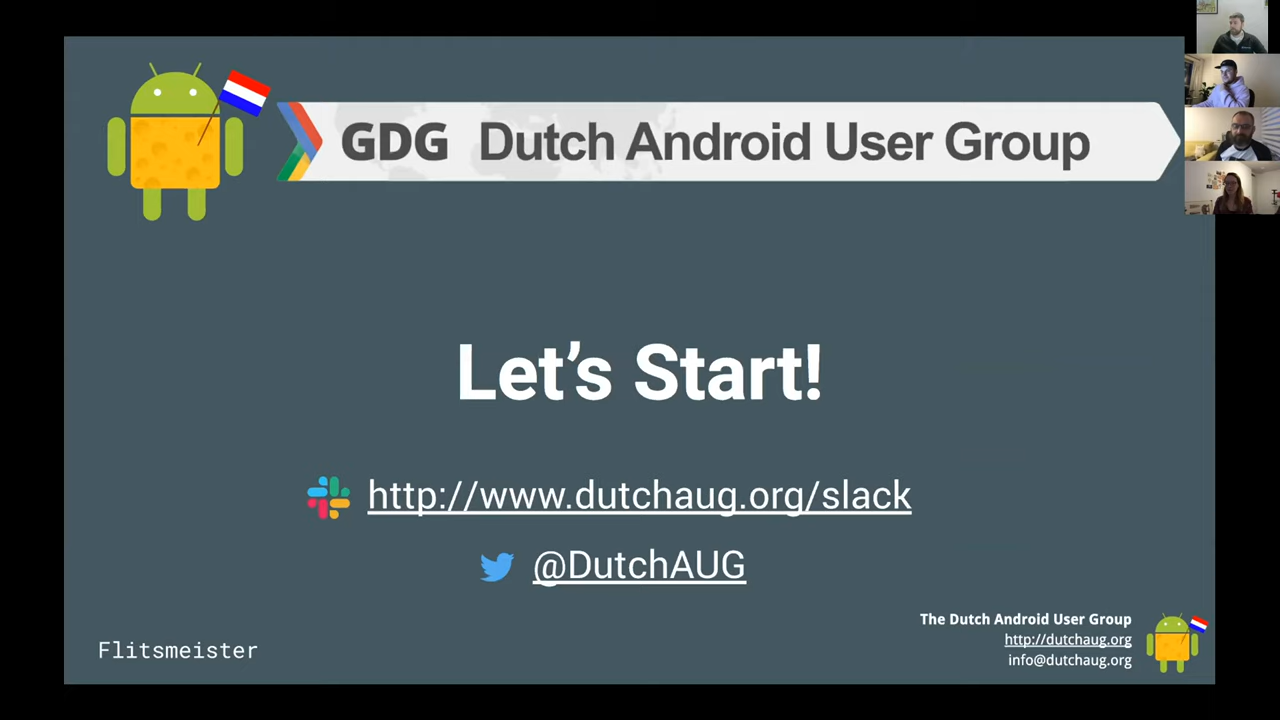 GDG Dutch Android User Group
Let’s Start!
http://www.dutchaug.org/slack
@DutchAUG
Flitsmeister
The Dutch Android User Group
http://dutchaug.org
info@dutchaug.org